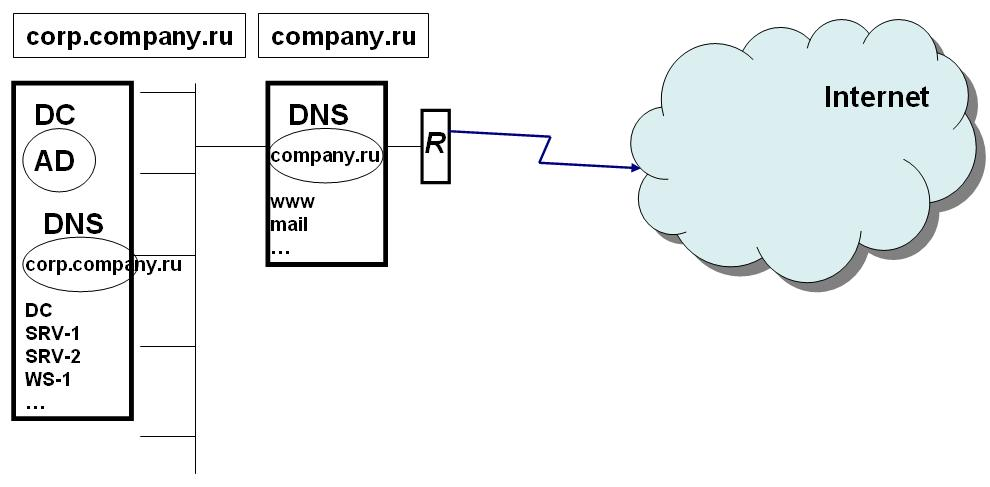 corp.company.ru
company.ru
DC
AD
DNS
corp.company.ru
DC
SRV-1
SRV-2
WS-1
...
DNS
company.ru
www
mail
...
R
Internet